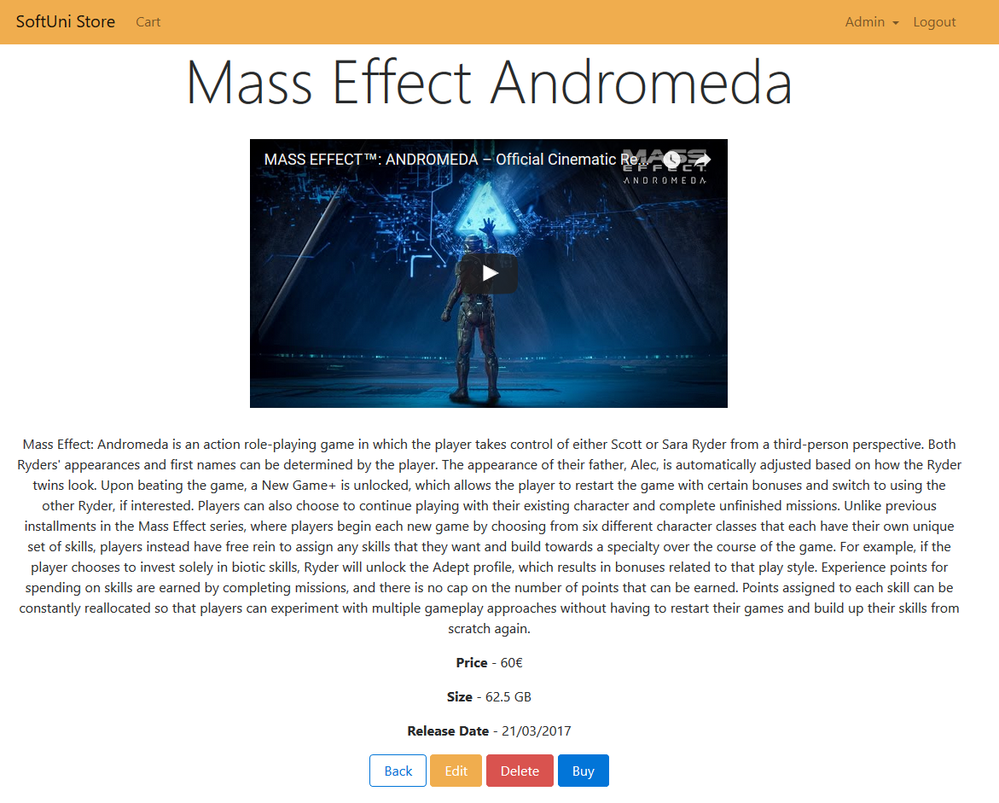 SoftUni Store Cart Admin Logout
Mass Effect Andromeda
MASS EFFECT™: ANDROMEDA – Official Cinematic Re...
MASS
EFFECT
ANDROMEDA
Mass Effect: Andromeda is an action role-playing game in which the player takes control of either Scott or Sara Ryder from a third-person perspective. Both
Ryders' appearances and first names can be determined by the player. The appearance of their father, Alec, is automatically adjusted based on how the Ryder
twins look. Upon beating the game, a New Game+ is unlocked, which allows the player to restart the game with certain bonuses and switch to using the
other Ryder, if interested. Players can also choose to continue playing with their existing character and complete unfinished missions. Unlike previous
installments in the Mass Effect series, where players begin each new game by choosing from six different character classes that each have their own unique
set of skills, players instead have free rein to assign any skills that they want and build towards a specialty over the course of the game. For example, if the
player chooses to invest solely in biotic skills, Ryder will unlock the Adept profile, which results in bonuses related to that play style. Experience points for
spending on skills are earned by completing missions, and there is no cap on the number of points that can be earned. Points assigned to each skill can be
constantly reallocated so that players can experiment with multiple gameplay approaches without having to restart their games and build up their skills from
scratch again.
Price - 60€
Size - 62.5 GB
Release Date - 21/03/2017
Back Edit Delete Buy